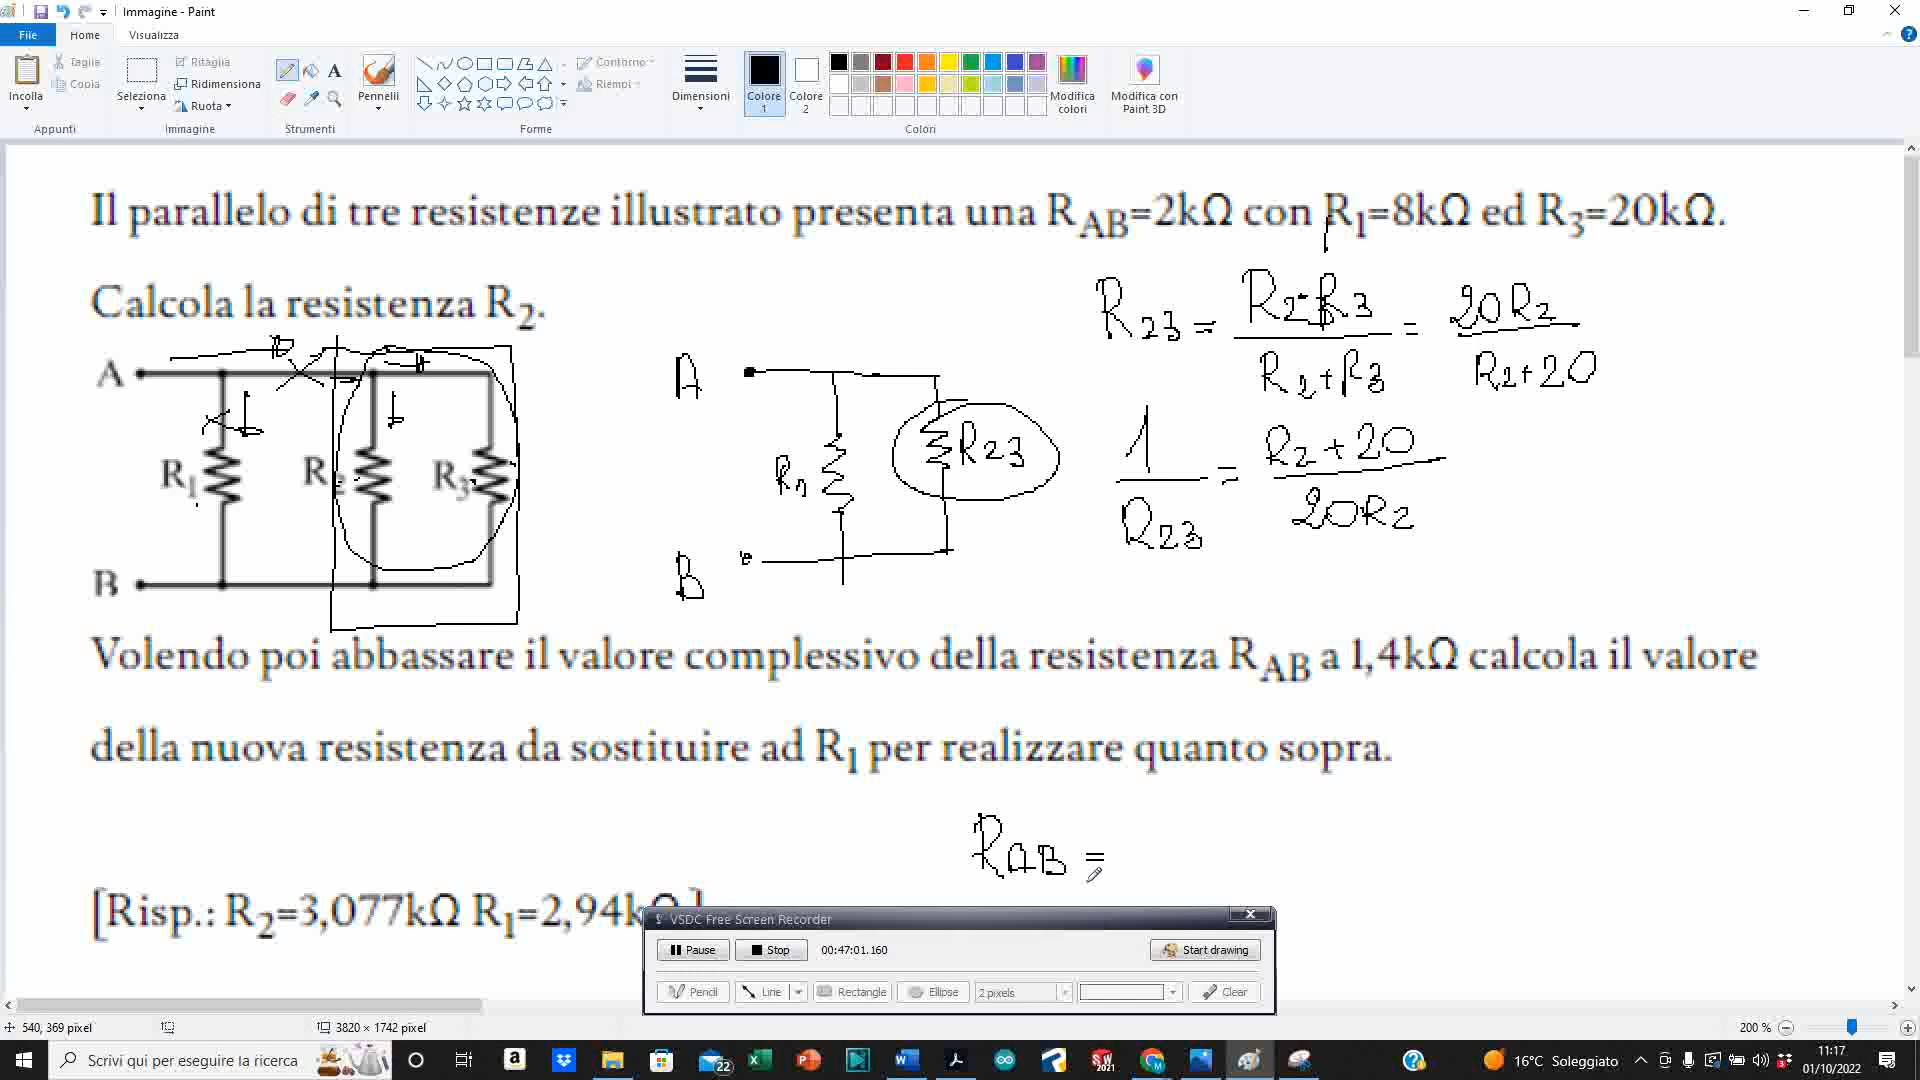 Immagine - Paint
File Home Visualizza
Incolla Taglia Copia Seleziona Ritaglia Ridimensiona Ruota Pennelli Contorno Riempi Dimensioni Colore 1 Colore 2 Modifica colori Modifica con Paint 3D
Appunti Immagine Strumenti Forme Colori
Il parallelo di tre resistenze illustrato presenta una R_AB=2kΩ con R₁=8kΩ ed R₃=20kΩ.
Calcola la resistenza R₂.
R₂₃ = R₂·R₃ / R₂+R₃ = 20R₂ / R₂+20
A R₁ R₂ R₃ B
A R₁ R₂₃ B
1 / R₂₃ = R₂+20 / 20R₂
Volendo poi abbassare il valore complessivo della resistenza R_AB a 1,4kΩ calcola il valore
della nuova resistenza da sostituire ad R₁ per realizzare quanto sopra.
R_AB =
[Risp.: R₂=3,077kΩ R₁=2,94kΩ ]
VSDC Free Screen Recorder
Pause Stop 00:47:01.160 Start drawing
Pencil Line Rectangle Ellipse 2 pixels Clear
540, 369 pixel 3820 × 1742 pixel 200 %
Scrivi qui per eseguire la ricerca 22 SW 2021 16°C Soleggiato 11:17
01/10/2022